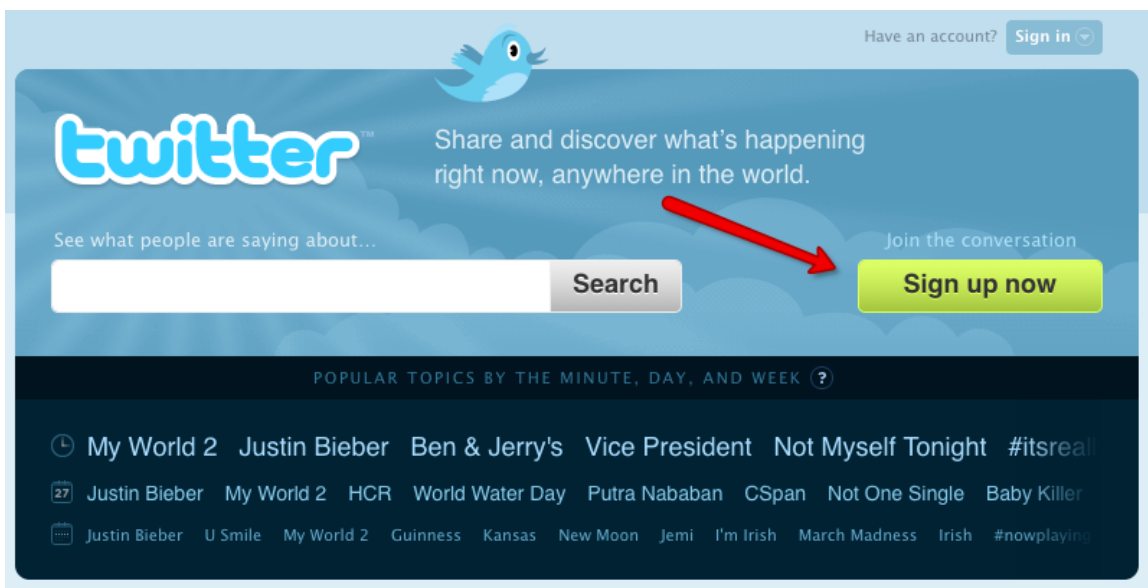 Have an account? Sign in
twitter™
Share and discover what's happening
right now, anywhere in the world.
See what people are saying about...
Join the conversation
Search
Sign up now
POPULAR TOPICS BY THE MINUTE, DAY, AND WEEK ?
My World 2 Justin Bieber Ben & Jerry's Vice President Not Myself Tonight #itsreall
27 Justin Bieber My World 2 HCR World Water Day Putra Nababan CSpan Not One Single Baby Killer
Justin Bieber U Smile My World 2 Guinness Kansas New Moon Jemi I'm Irish March Madness Irish #nowplaying